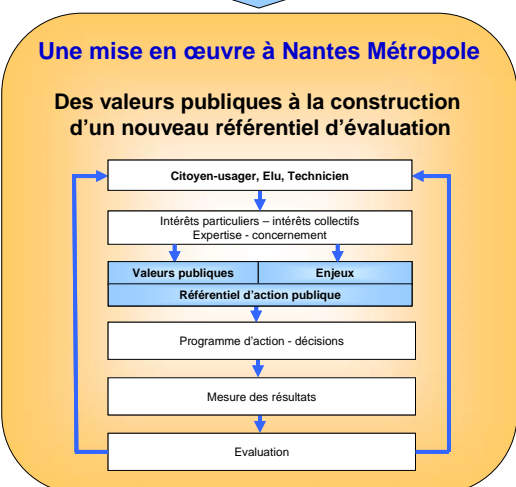 Une mise en œuvre à Nantes Métropole
Des valeurs publiques à la construction
d'un nouveau référentiel d'évaluation
Citoyen-usager, Elu, Technicien
Intérêts particuliers – intérêts collectifs
Expertise - concernement
Valeurs publiques Enjeux
Référentiel d'action publique
Programme d'action - décisions
Mesure des résultats
Evaluation